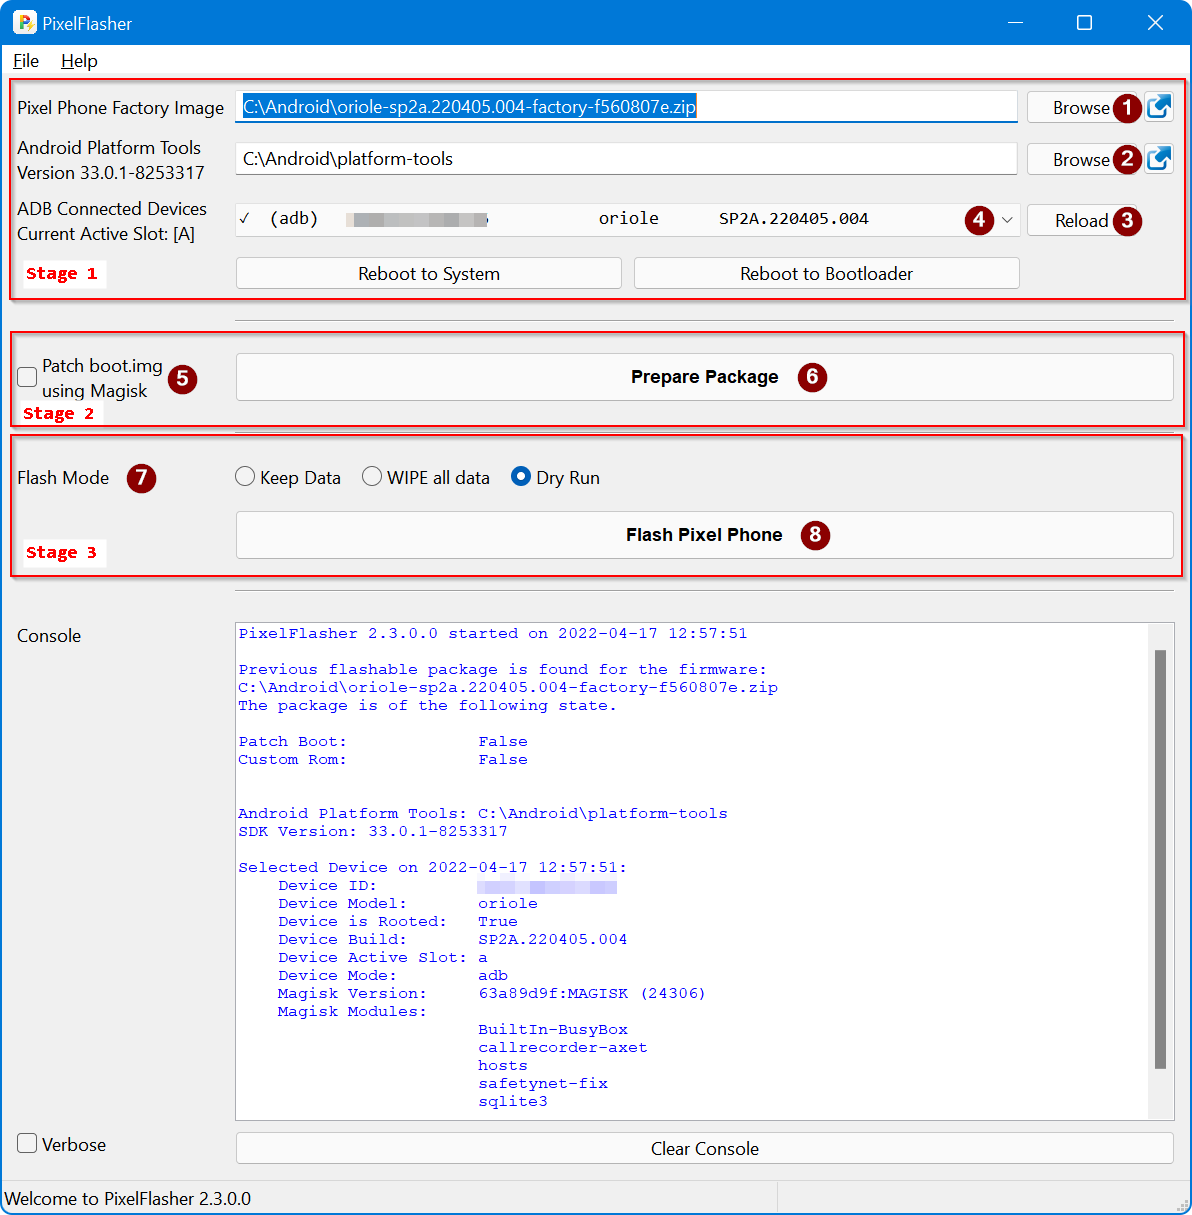 PixelFlasher
File Help
Pixel Phone Factory Image C:\Android\oriole-sp2a.220405.004-factory-f560807e.zip Browse 1
Android Platform Tools
Version 33.0.1-8253317 C:\Android\platform-tools Browse 2
ADB Connected Devices
Current Active Slot: [A] ✓ (adb) oriole SP2A.220405.004 4 Reload 3
Stage 1 Reboot to System Reboot to Bootloader
Patch boot.img
using Magisk 5 Prepare Package 6
Stage 2
Flash Mode 7 Keep Data WIPE all data Dry Run
Flash Pixel Phone 8
Stage 3
Console
PixelFlasher 2.3.0.0 started on 2022-04-17 12:57:51
Previous flashable package is found for the firmware:
C:\Android\oriole-sp2a.220405.004-factory-f560807e.zip
The package is of the following state.
Patch Boot: False
Custom Rom: False
Android Platform Tools: C:\Android\platform-tools
SDK Version: 33.0.1-8253317
Selected Device on 2022-04-17 12:57:51:
Device ID:
Device Model: oriole
Device is Rooted: True
Device Build: SP2A.220405.004
Device Active Slot: a
Device Mode: adb
Magisk Version: 63a89d9f:MAGISK (24306)
Magisk Modules:
BuiltIn-BusyBox
callrecorder-axet
hosts
safetynet-fix
sqlite3
Verbose Clear Console
Welcome to PixelFlasher 2.3.0.0